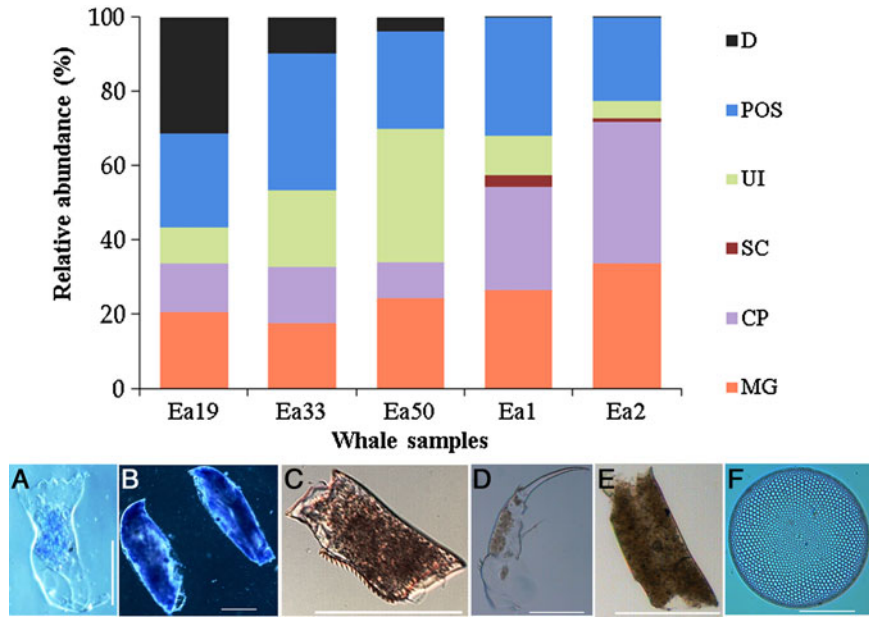 Relative abundance (%)
100
80
60
40
20
0
Ea19 Ea33 Ea50 Ea1 Ea2
Whale samples
D
POS
UI
SC
CP
MG
A B C D E F